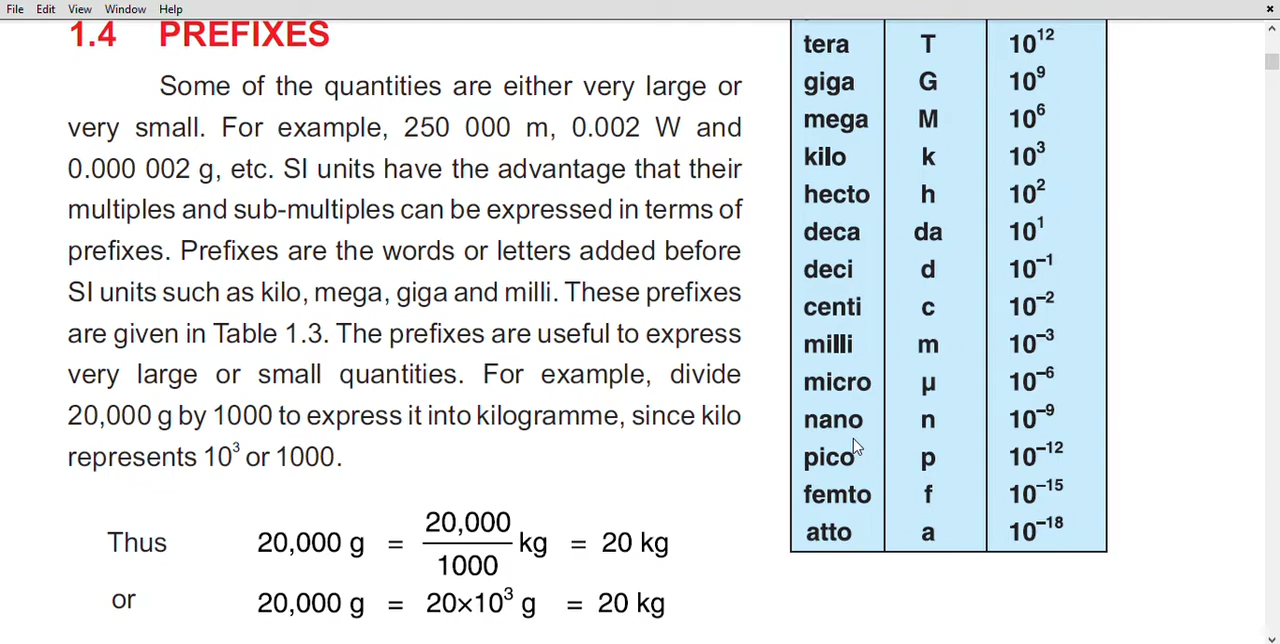 File Edit View Window Help ×
1.4 PREFIXES
Some of the quantities are either very large or
very small. For example, 250 000 m, 0.002 W and
0.000 002 g, etc. SI units have the advantage that their
multiples and sub-multiples can be expressed in terms of
prefixes. Prefixes are the words or letters added before
SI units such as kilo, mega, giga and milli. These prefixes
are given in Table 1.3. The prefixes are useful to express
very large or small quantities. For example, divide
20,000 g by 1000 to express it into kilogramme, since kilo
represents 10³ or 1000.
Thus 20,000 g = 20,000/1000 kg = 20 kg
or 20,000 g = 20×10³ g = 20 kg
tera T 10¹²
giga G 10⁹
mega M 10⁶
kilo k 10³
hecto h 10²
deca da 10¹
deci d 10⁻¹
centi c 10⁻²
milli m 10⁻³
micro μ 10⁻⁶
nano n 10⁻⁹
pico p 10⁻¹²
femto f 10⁻¹⁵
atto a 10⁻¹⁸